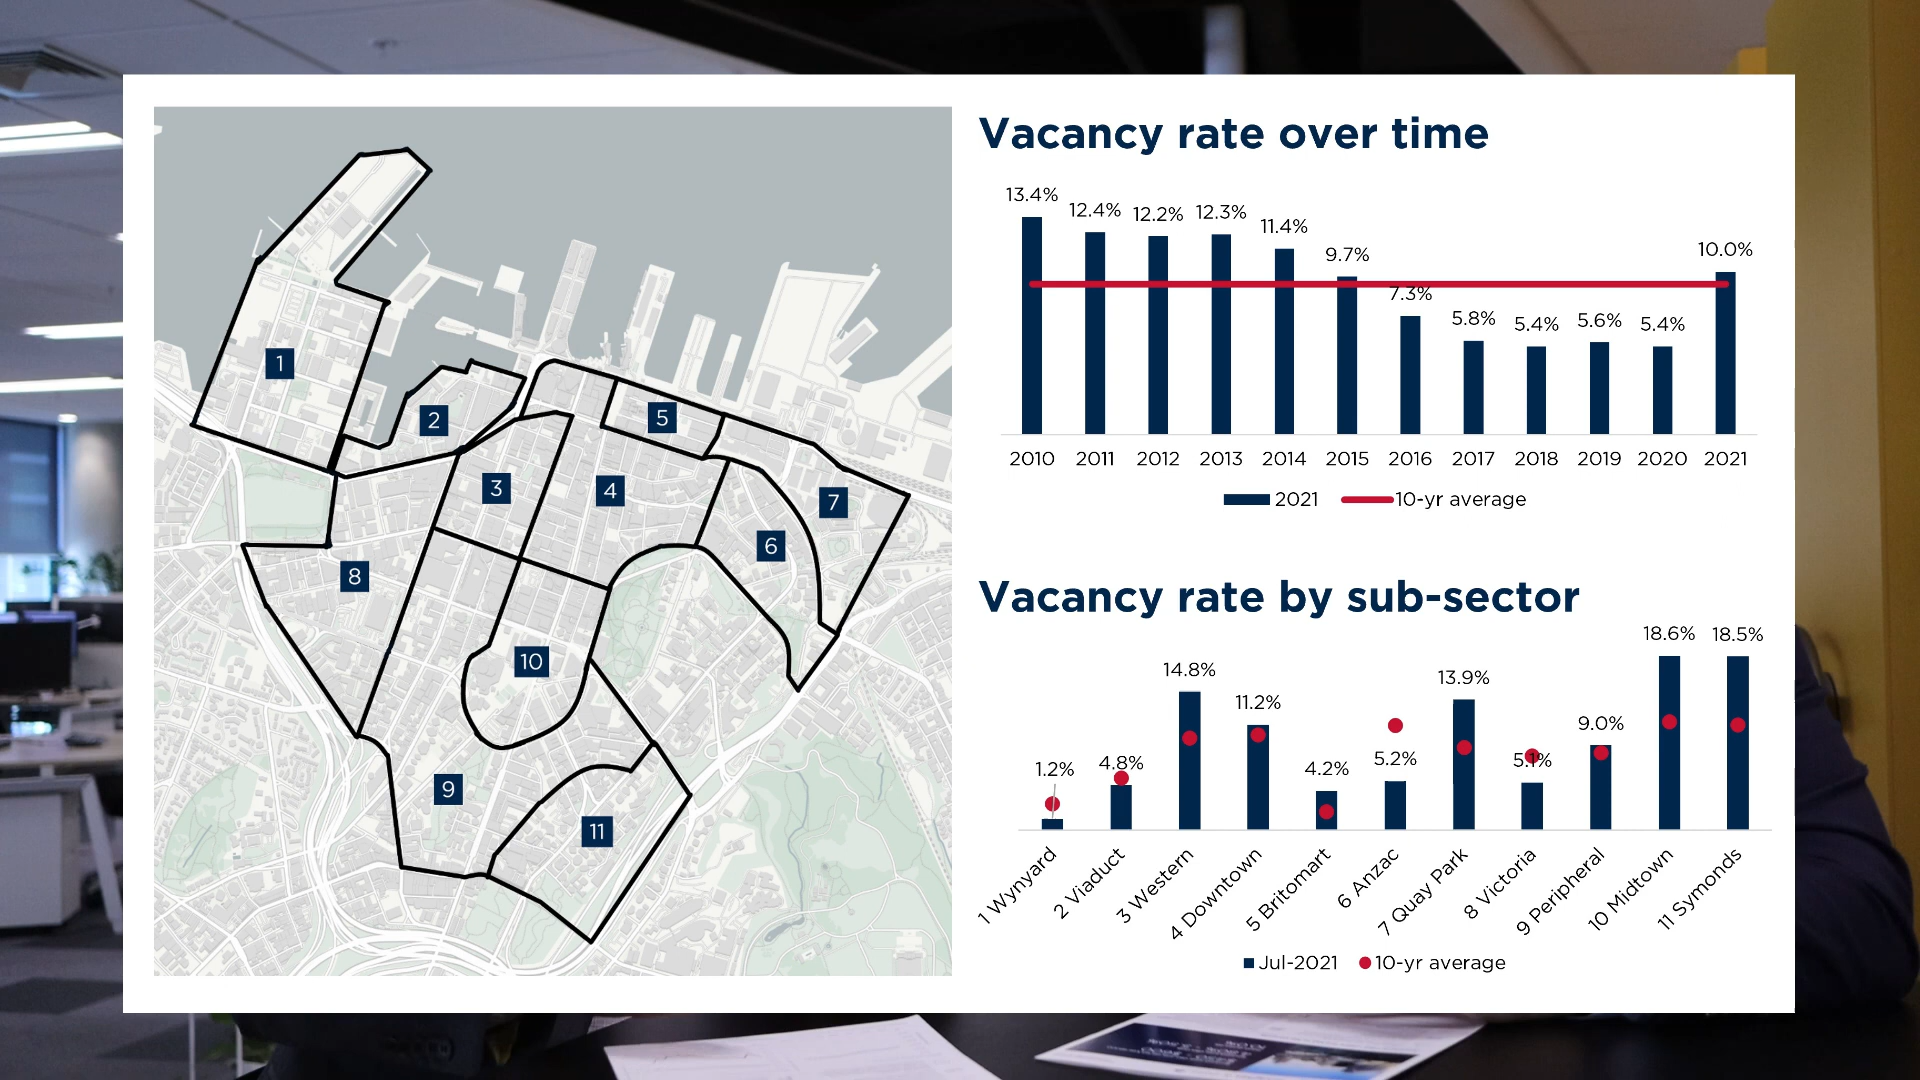 1
2
3
4
5
6
7
8
9
10
11
Vacancy rate over time
13.4% 12.4% 12.2% 12.3% 11.4% 9.7% 7.3% 5.8% 5.4% 5.6% 5.4% 10.0%
2010 2011 2012 2013 2014 2015 2016 2017 2018 2019 2020 2021
2021 10-yr average
Vacancy rate by sub-sector
1.2% 4.8% 14.8% 11.2% 4.2% 5.2% 13.9% 5.1% 9.0% 18.6% 18.5%
1 Wynyard
2 Viaduct
3 Western
4 Downtown
5 Britomart
6 Anzac
7 Quay Park
8 Victoria
9 Peripheral
10 Midtown
11 Symonds
Jul-2021 10-yr average